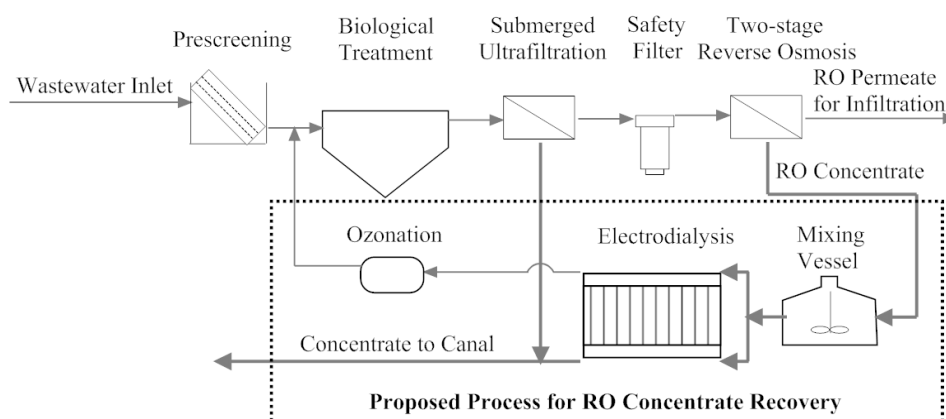 Prescreening
Biological
Treatment
Submerged
Ultrafiltration
Safety
Filter
Two-stage
Reverse Osmosis
Wastewater Inlet
RO Permeate
for Infiltration
RO Concentrate
Ozonation
Electrodialysis
Mixing
Vessel
Concentrate to Canal
Proposed Process for RO Concentrate Recovery